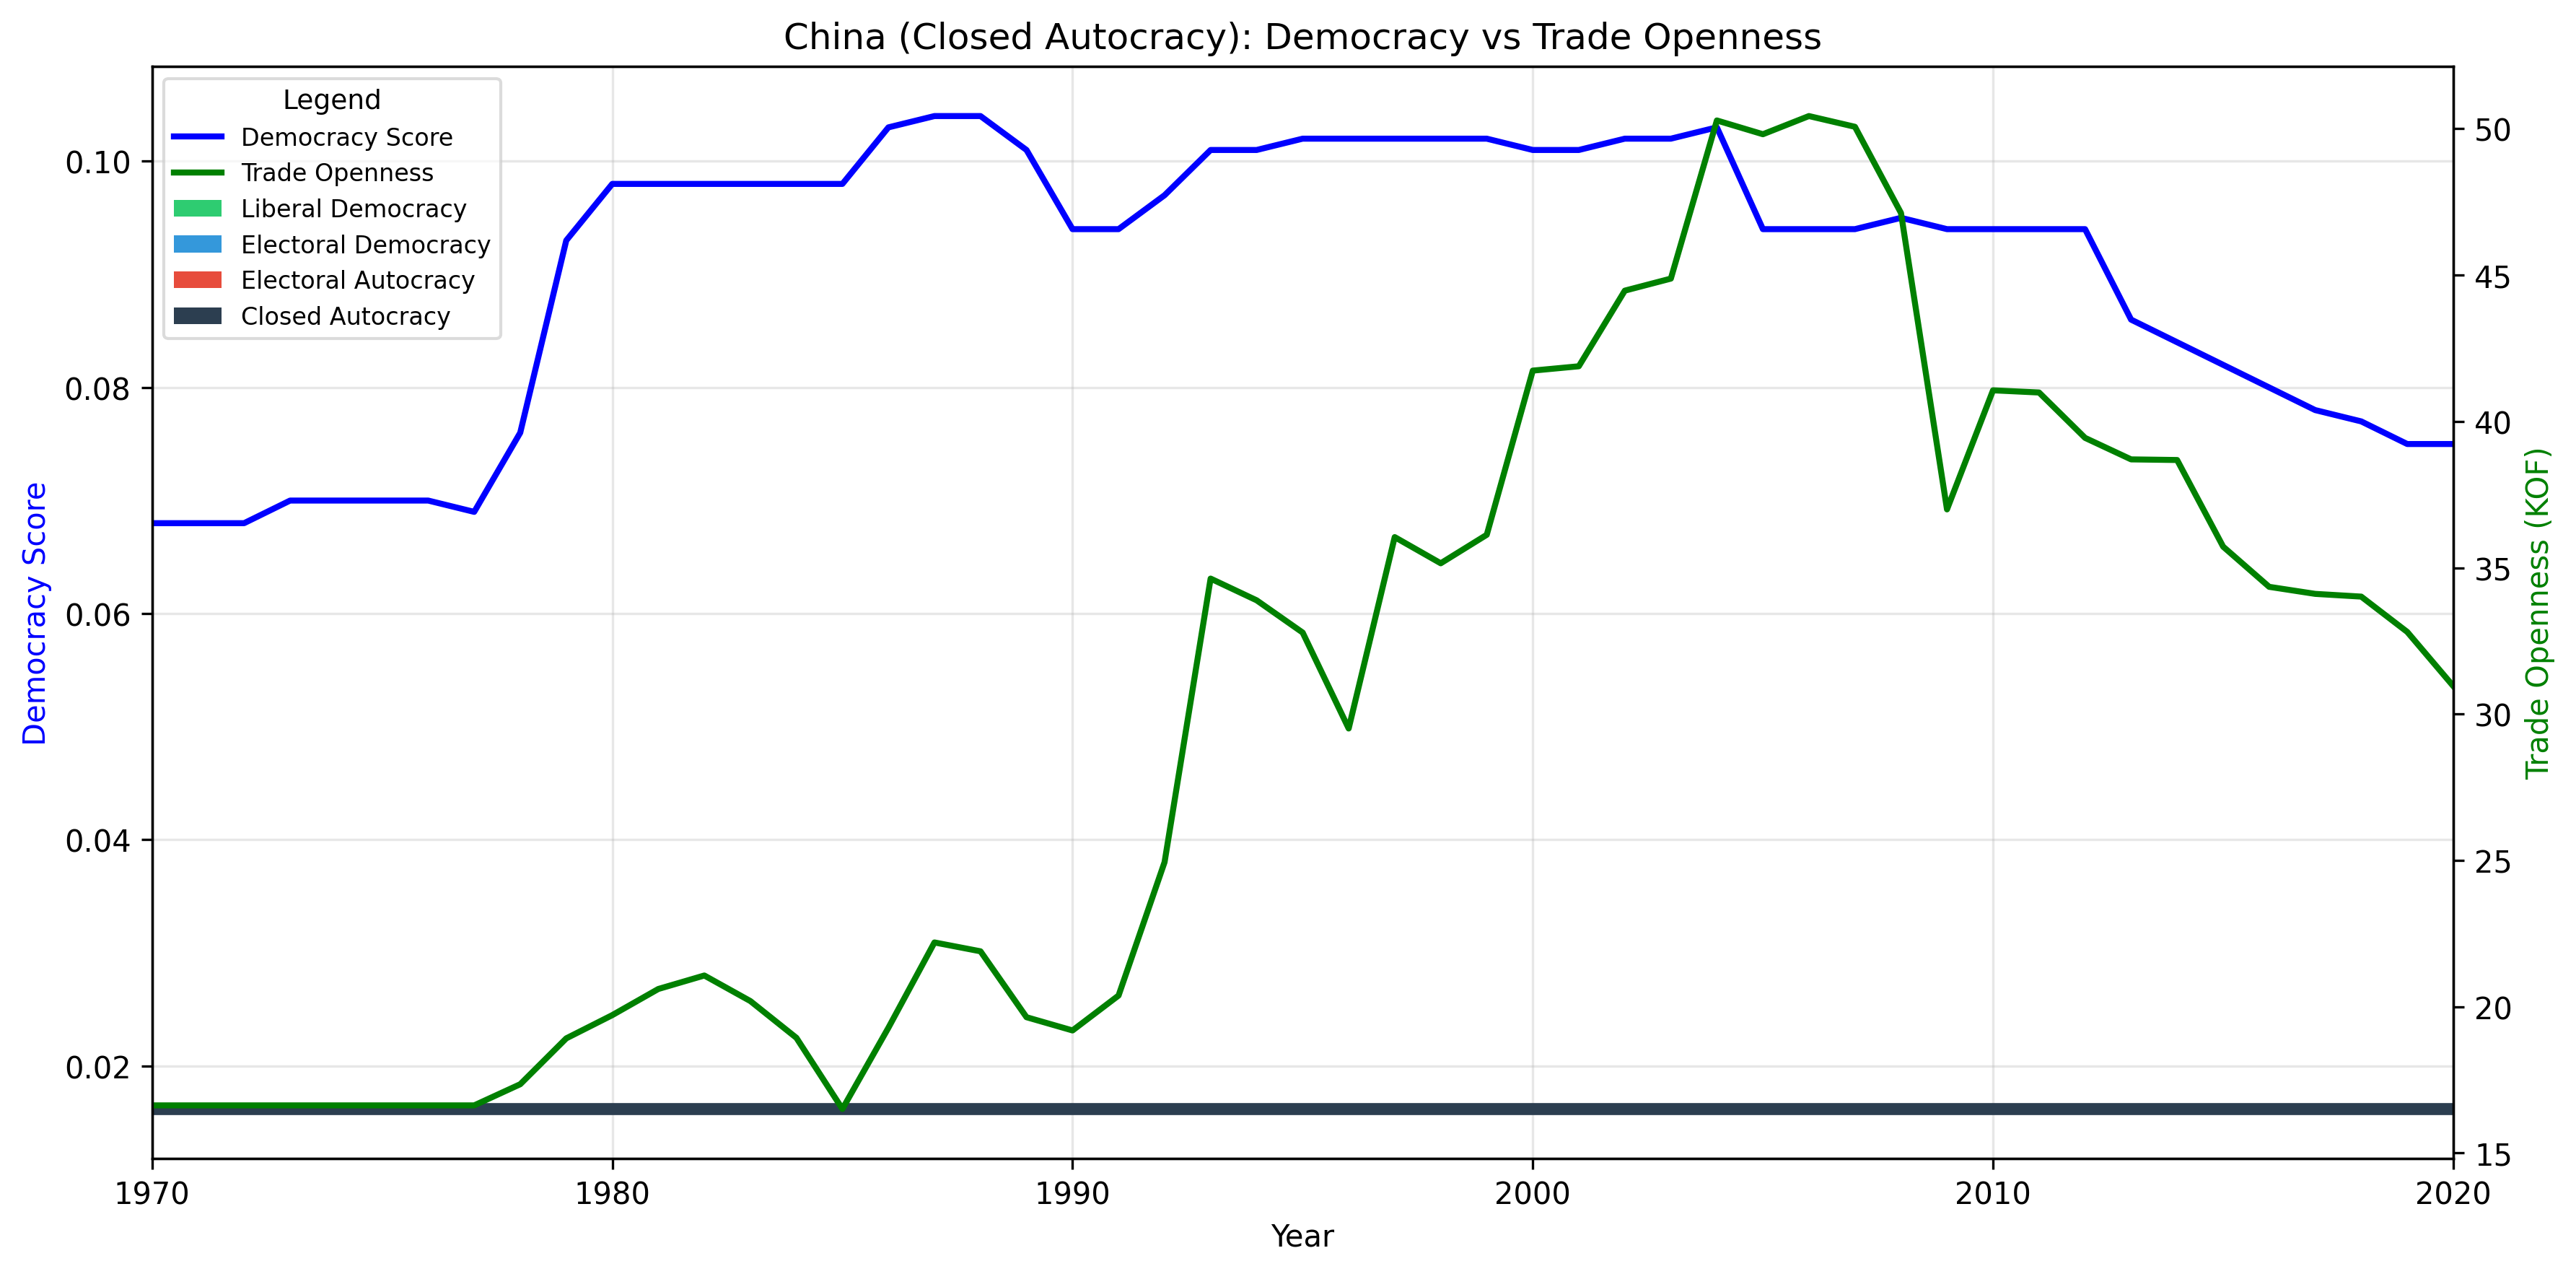 China (Closed Autocracy): Democracy vs Trade Openness
Legend
Democracy Score
Trade Openness
Liberal Democracy
Electoral Democracy
Electoral Autocracy
Closed Autocracy
Democracy Score
0.10
0.08
0.06
0.04
0.02
50
45
40
35
30
25
20
15
Trade Openness (KOF)
1970
1980
1990
2000
2010
2020
Year